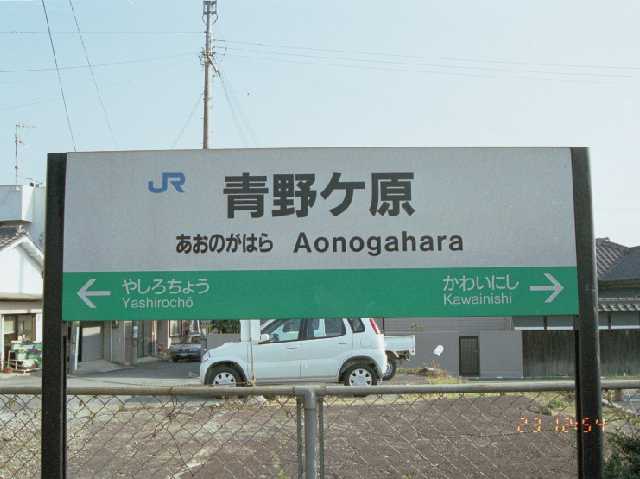 JR 青野ケ原
あおのがはら Aonogahara
やしろちょう
Yashirochō
かわいにし
Kawainishi
23 12:54